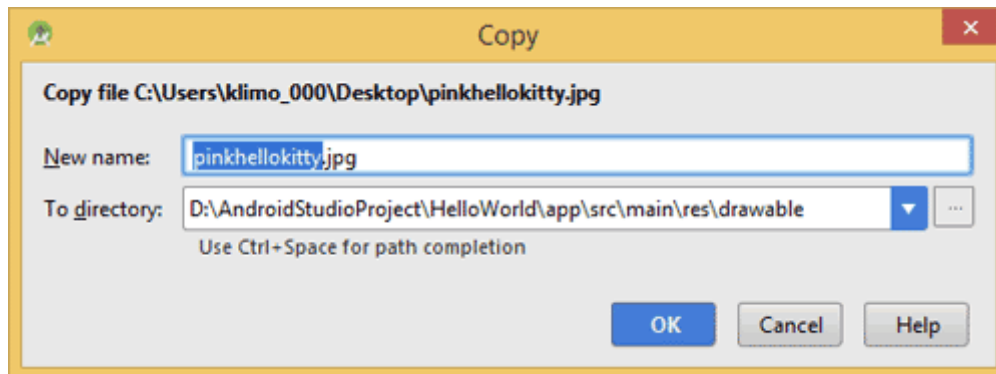 Copy
Copy file C:\Users\klimo_000\Desktop\pinkhellokitty.jpg
New name: pinkhellokitty.jpg
To directory: D:\AndroidStudioProject\HelloWorld\app\src\main\res\drawable
Use Ctrl+Space for path completion
OK Cancel Help